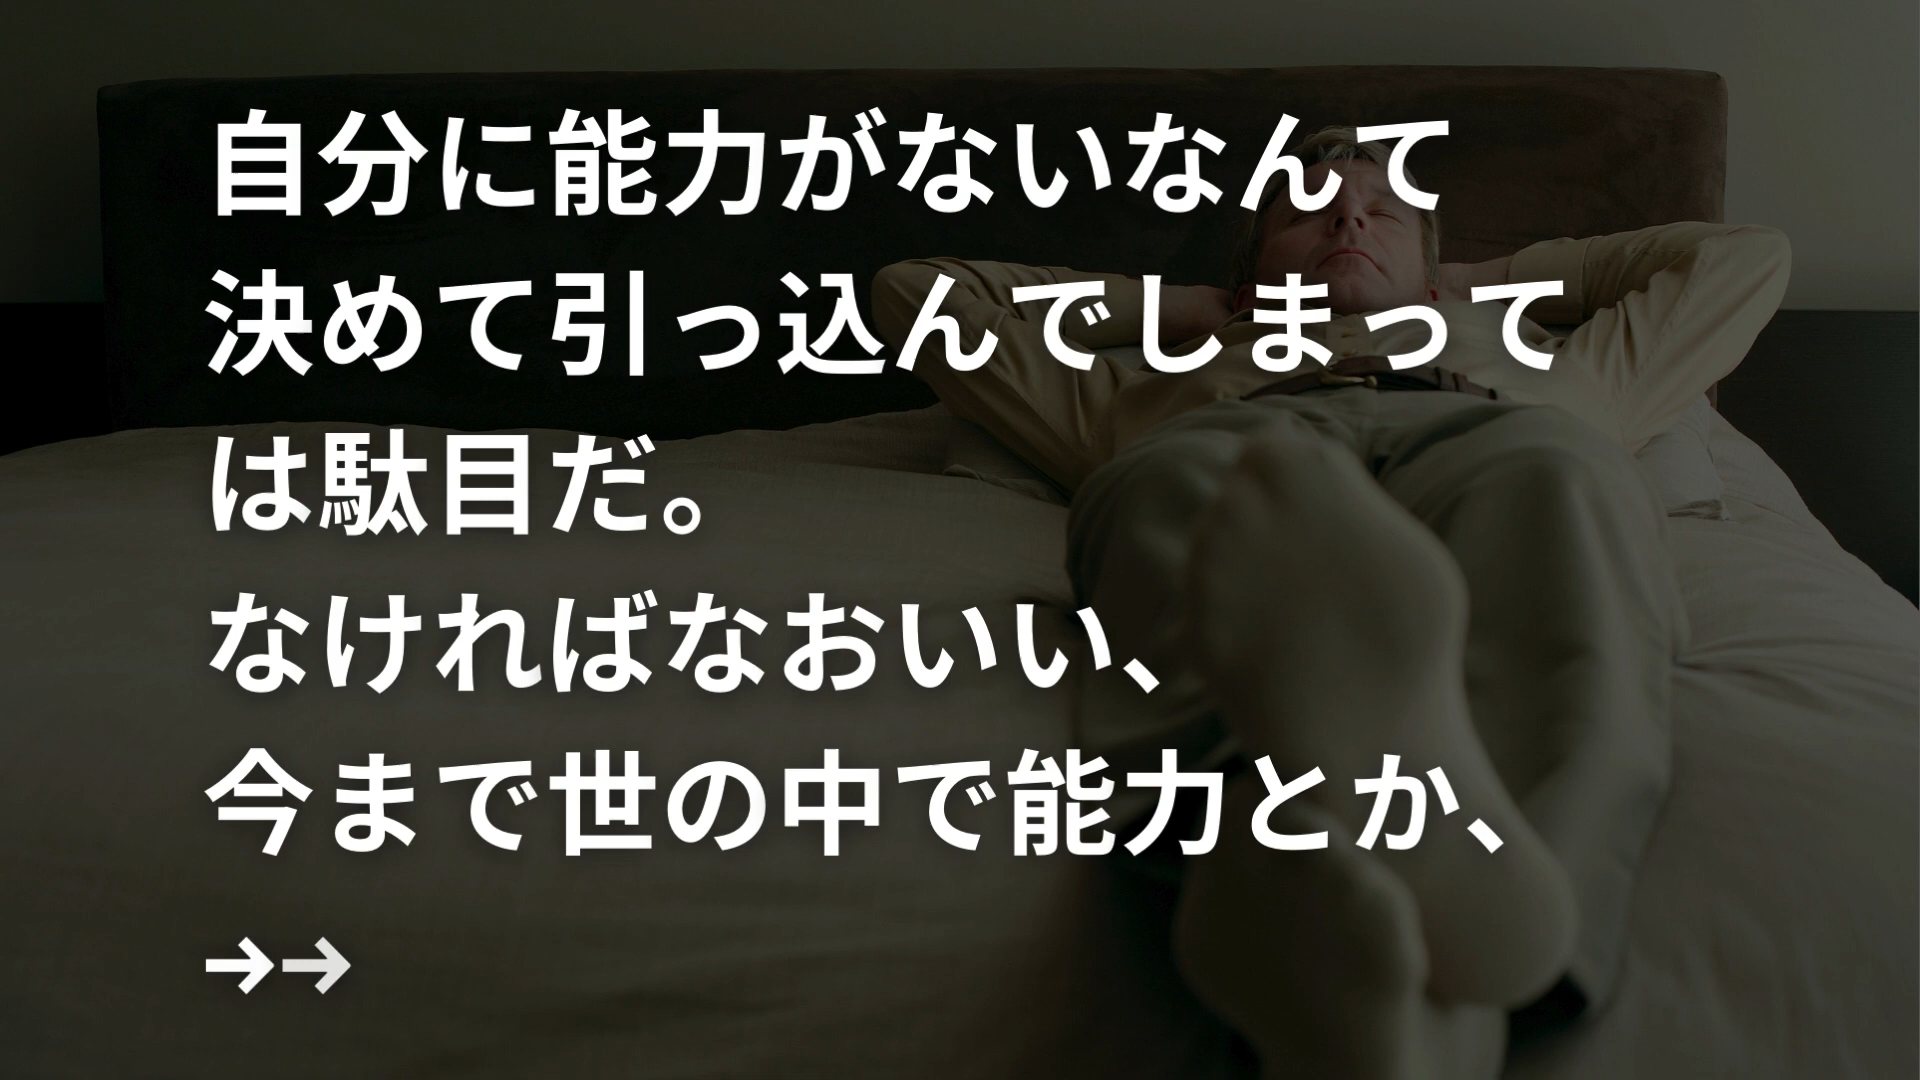 自分に能力がないなんて
決めて引っ込んでしまって
は駄目だ。
なければなおいい、
今まで世の中で能力とか、
→→